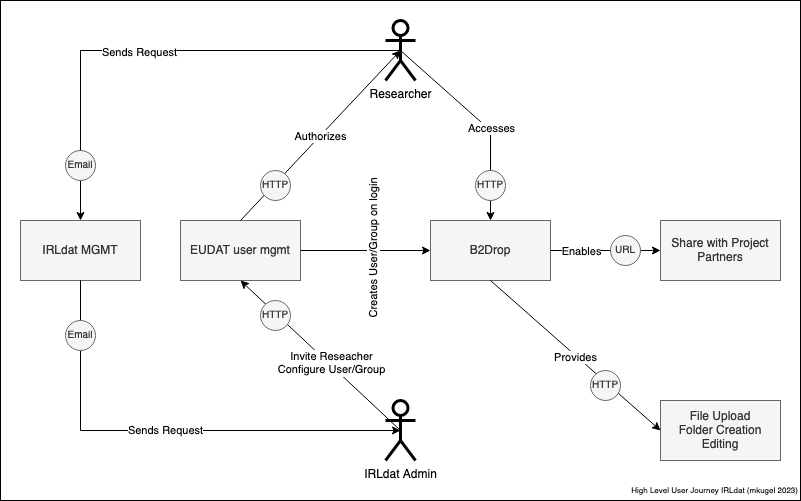 Sends Request
Researcher
Authorizes
Accesses
Email
HTTP
HTTP
Creates User/Group on login
IRLdat MGMT
EUDAT user mgmt
B2Drop
Enables
URL
Share with Project
Partners
Email
HTTP
Invite Reseacher
Configure User/Group
Provides
HTTP
Sends Request
IRLdat Admin
File Upload
Folder Creation
Editing
High Level User Journey IRLdat (mkugel 2023)